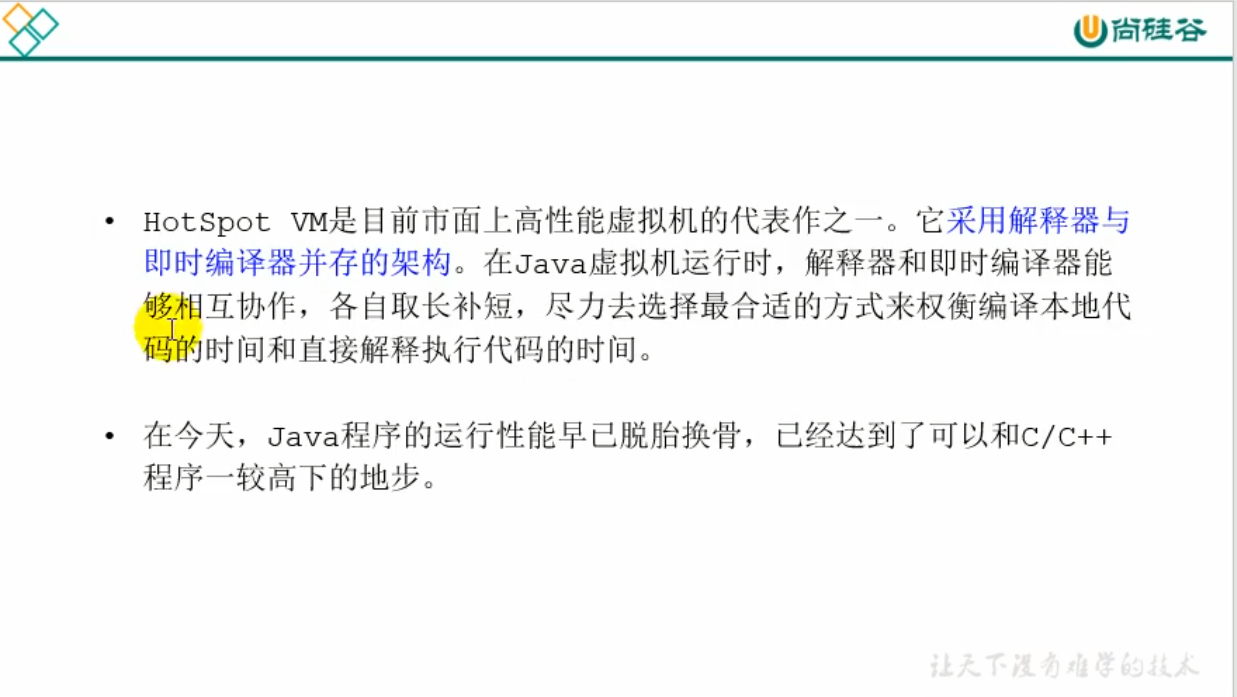 尚硅谷
• HotSpot VM是目前市面上高性能虚拟机的代表作之一。它采用解释器与
即时编译器并存的架构。在Java虚拟机运行时，解释器和即时编译器能
够相互协作，各自取长补短，尽力去选择最合适的方式来权衡编译本地代
码的时间和直接解释执行代码的时间。
• 在今天，Java程序的运行性能早已脱胎换骨，已经达到了可以和C/C++
程序一较高下的地步。
让天下没有难学的技术